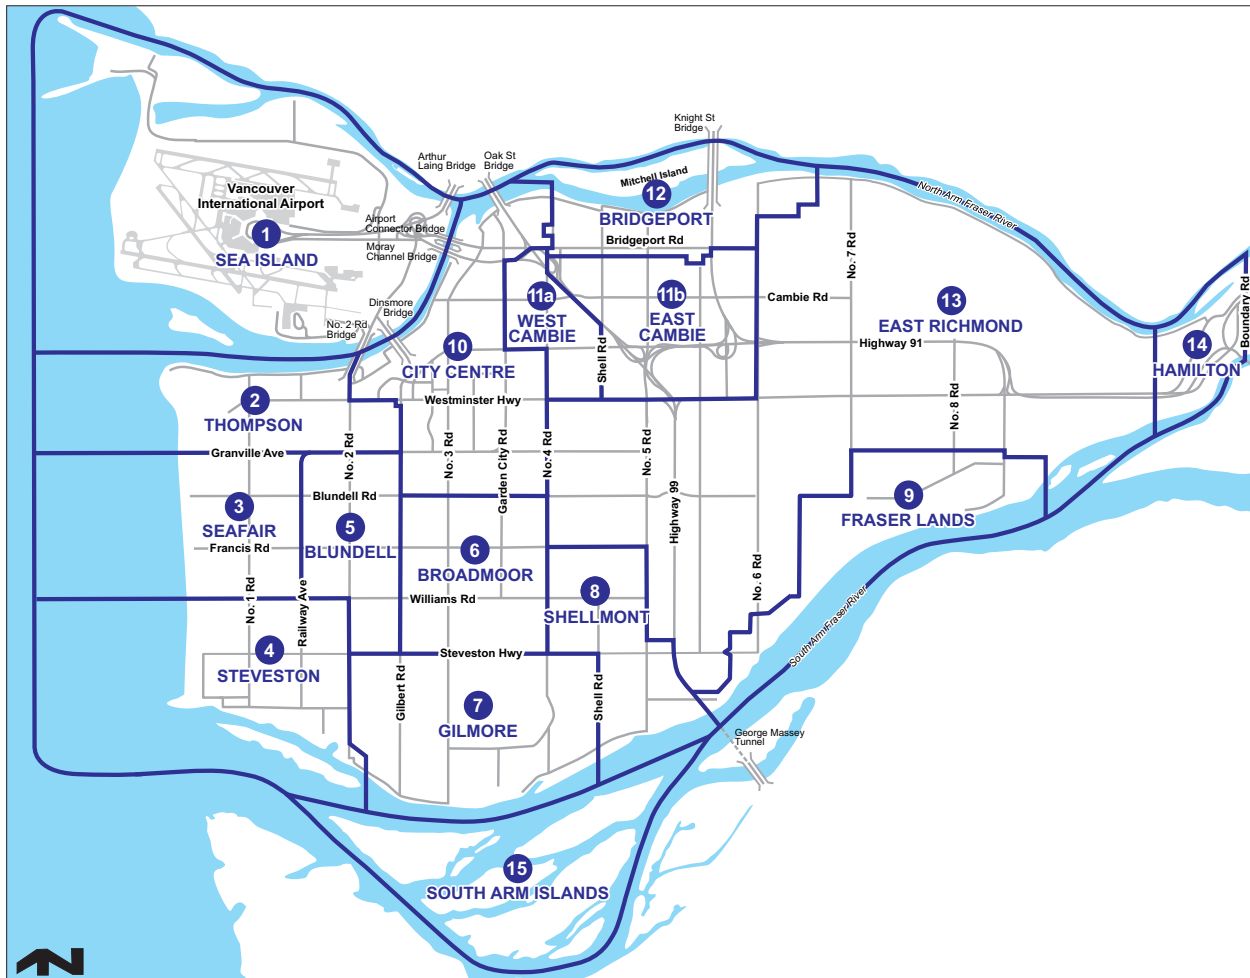 Knight St
Bridge
Arthur
Laing Bridge
Oak St
Bridge
Mitchell Island
12
BRIDGEPORT
Vancouver
International Airport
North Arm Fraser River
Airport
Connector Bridge
1
SEA ISLAND
Moray
Channel Bridge
Bridgeport Rd
No. 7 Rd
Dinsmore
Bridge
No. 2 Rd
Bridge
11a
WEST
CAMBIE
11b
EAST
CAMBIE
Cambie Rd
13
EAST RICHMOND
Boundary Rd
10
CITY CENTRE
Shell Rd
Highway 91
14
HAMILTON
2
THOMPSON
Westminster Hwy
No. 8 Rd
Granville Ave
No. 2 Rd
No. 3 Rd
Garden City Rd
No. 4 Rd
No. 5 Rd
Highway 99
Blundell Rd
3
SEAFAIR
5
BLUNDELL
9
FRASER LANDS
Francis Rd
6
BROADMOOR
No. 6 Rd
No. 1 Rd
Railway Ave
Williams Rd
8
SHELLMONT
South Arm Fraser River
4
STEVESTON
Steveston Hwy
Gilbert Rd
7
GILMORE
Shell Rd
George Massey
Tunnel
15
SOUTH ARM ISLANDS
N